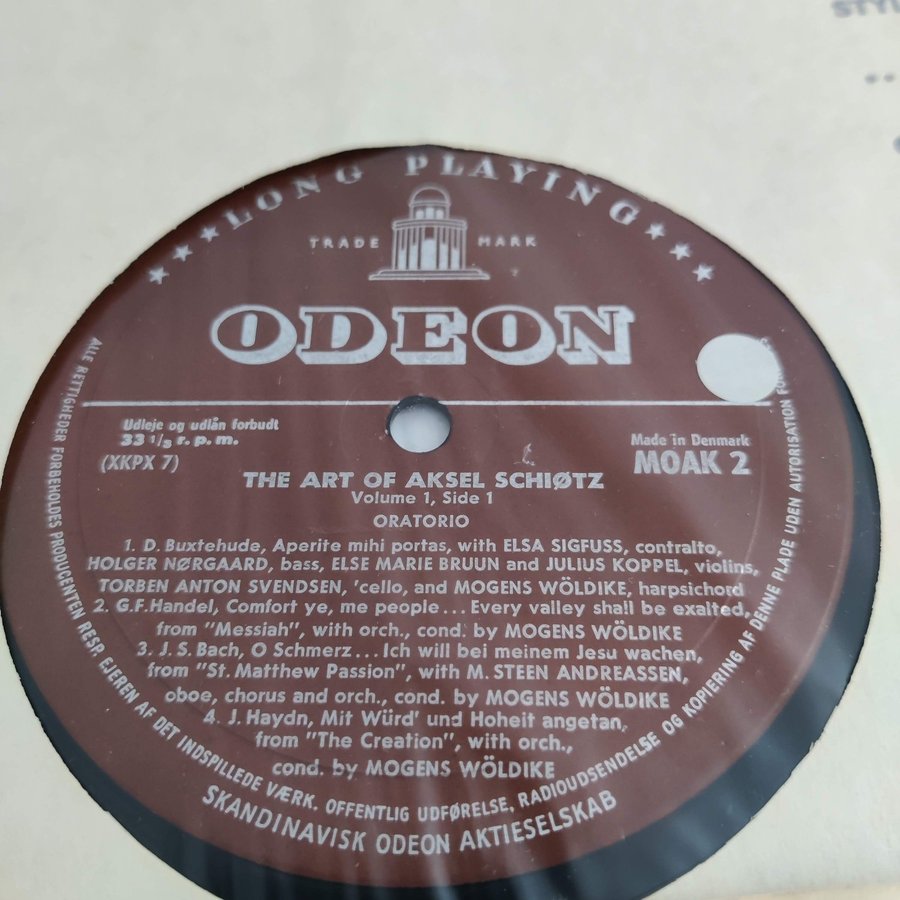 STYL
LONG PLAYING
TRADE MARK
ODEON
Udleje og udlån forbudt
33 1/3 r.p.m.
(XKPX 7)
Made in Denmark
MOAK 2
THE ART OF AKSEL SCHIØTZ
Volume 1, Side 1
ORATORIO
1. D. Buxtehude, Aperite mihi portas, with ELSA SIGFUSS, contralto,
HOLGER NØRGAARD, bass, ELSE MARIE BRUUN and JULIUS KOPPEL, violins,
TORBEN ANTON SVENDSEN, 'cello, and MOGENS WÖLDIKE, harpsichord
2. G.F. Handel, Comfort ye, me people... Every valley shall be exalted,
from "Messiah", with orch., cond. by MOGENS WÖLDIKE
3. J.S. Bach, O Schmerz... Ich will bei meinem Jesu wachen,
from "St. Matthew Passion", with M. STEEN ANDREASSEN,
oboe, chorus and orch., cond. by MOGENS WÖLDIKE
4. J. Haydn, Mit Würd' und Hoheit angetan,
from "The Creation", with orch.,
cond. by MOGENS WÖLDIKE
ALLE RETTIGHEDER FORBEHOLDES PRODUCENTEN RESP. EJEREN AF DET INDSPILLEDE VÆRK. OFFENTLIG UDFØRELSE, RADIOUDSENDELSE OG KOPIERING AF DENNE PLADE UDEN AUTORISATION
SKANDINAVISK ODEON AKTIESELSKAB